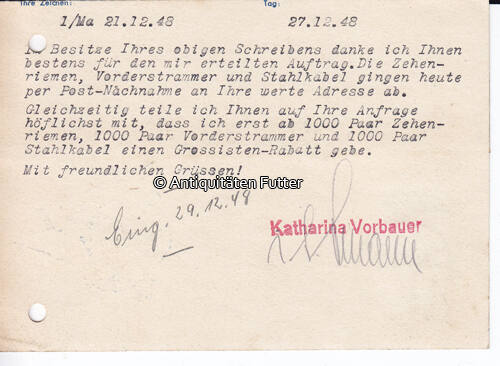 Ihre Zeichen: Tag:
1/Ma 21.12.48 27.12.48
Besitze Ihres obigen Schreibens danke ich Ihnen
bestens für den mir erteilten Auftrag.Die Zehen-
riemen, Vorderstrammer und Stahlkabel gingen heute
per Post-Nachnahme an Ihre werte Adresse ab.
Gleichzeitig teile ich Ihnen auf Ihre Anfrage
höflichst mit, dass ich erst ab 1000 Paar Zehen-
riemen, 1000 Paar Vorderstrammer und 1000 Paar
Stahlkabel einen Grossisten-Rabatt gebe.
Mit freundlichen Grüssen!
© Antiquitäten Futter
Eing. 29.12.48
Katharina Vorbauer